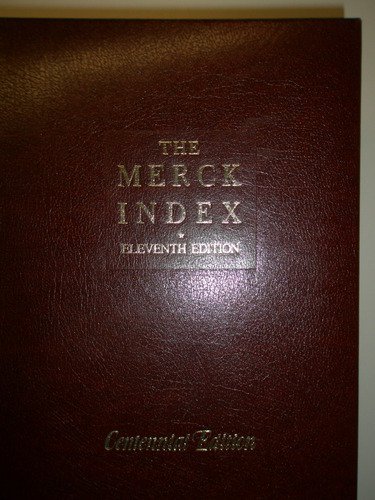 THE
MERCK
INDEX
★
ELEVENTH EDITION
Centennial Edition